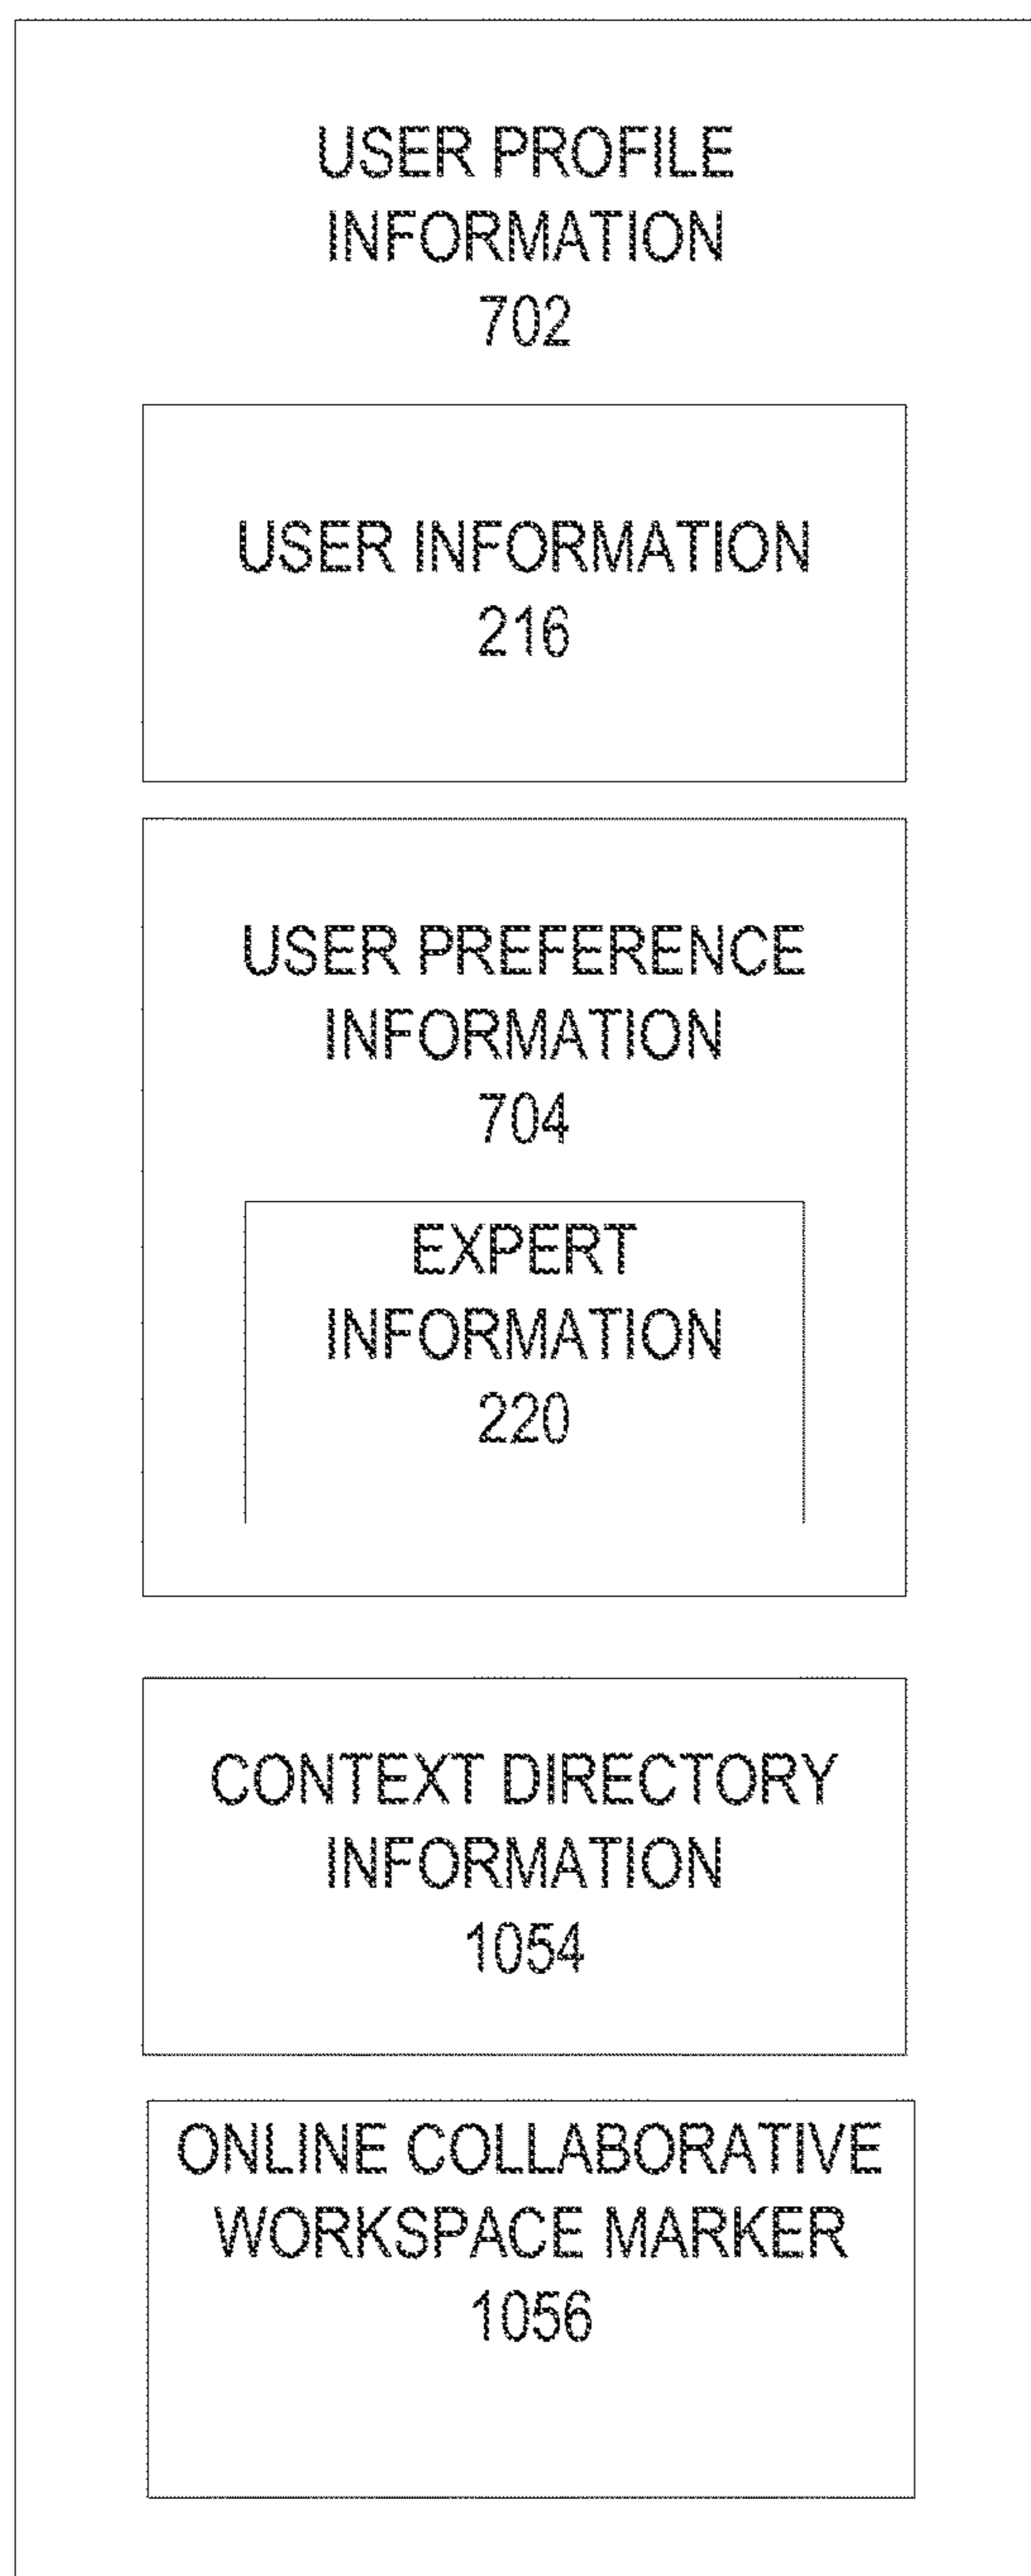 USER PROFILE
INFORMATION
702
USER INFORMATION
216
USER PREFERENCE
INFORMATION
704
EXPERT
INFORMATION
220
CONTEXT DIRECTORY
INFORMATION
1054
ONLINE COLLABORATIVE
WORKSPACE MARKER
1056